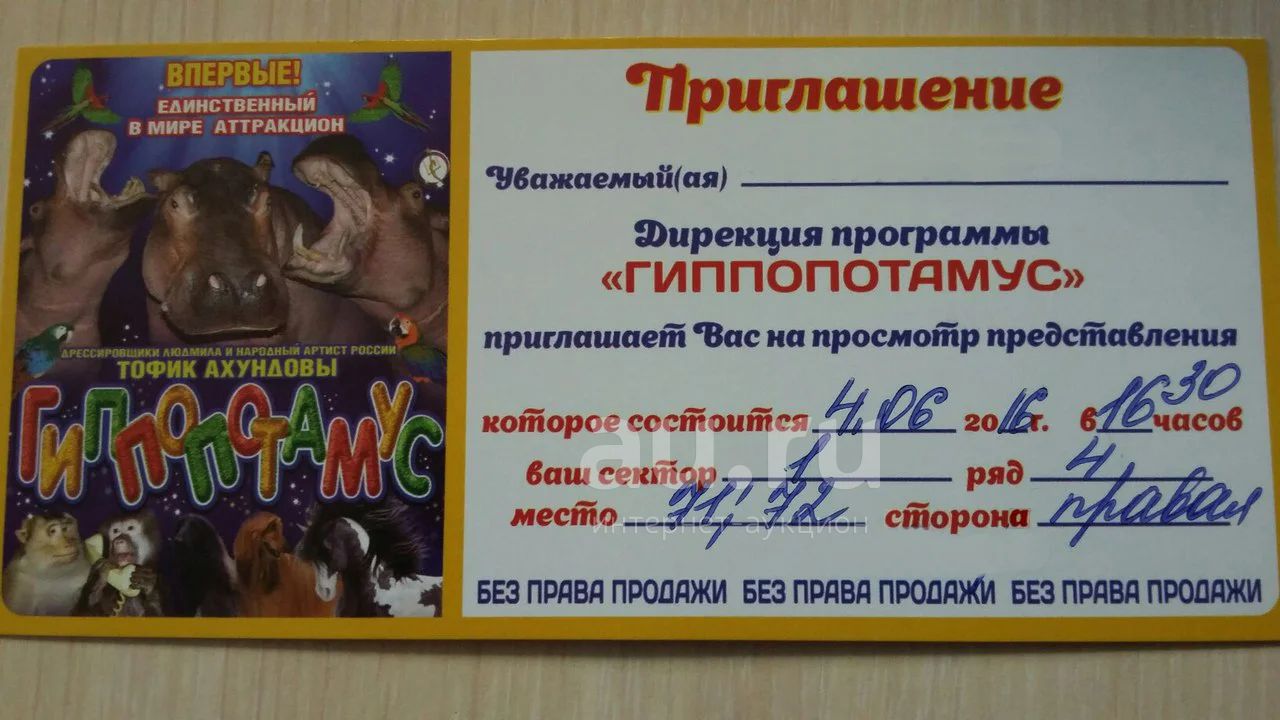 ВПЕРВЫЕ!
ЕДИНСТВЕННЫЙ
В МИРЕ АТТРАКЦИОН
ДРЕССИРОВЩИКИ ЛЮДМИЛА И НАРОДНЫЙ АРТИСТ РОССИИ
ТОФИК АХУНДОВЫ
ГИППОПОТАМУС
Приглашение
Уважаемый(ая)
Дирекция программы
«ГИППОПОТАМУС»
приглашает Вас на просмотр представления
которое состоится 4.06 2016г. в 16 30 часов
ваш сектор 1 ряд 4
место 71, 72 сторона правая
БЕЗ ПРАВА ПРОДАЖИ БЕЗ ПРАВА ПРОДАЖИ БЕЗ ПРАВА ПРОДАЖИ
au.ru
интернет аукцион